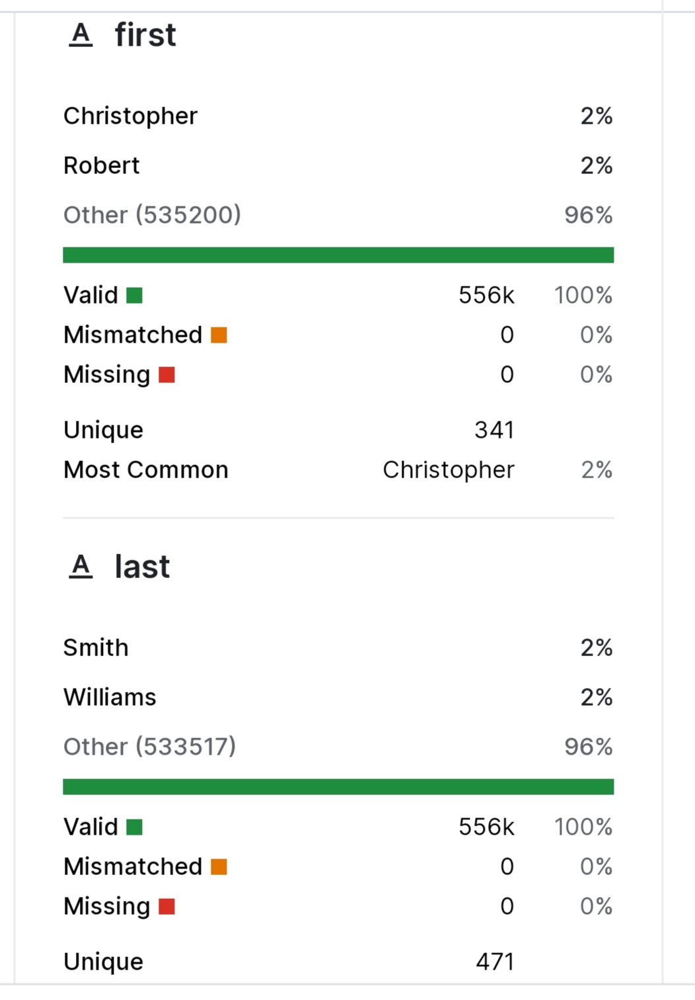 A first
Christopher 2%
Robert 2%
Other (535200) 96%
Valid 556k 100%
Mismatched 0 0%
Missing 0 0%
Unique 341
Most Common Christopher 2%
A last
Smith 2%
Williams 2%
Other (533517) 96%
Valid 556k 100%
Mismatched 0 0%
Missing 0 0%
Unique 471